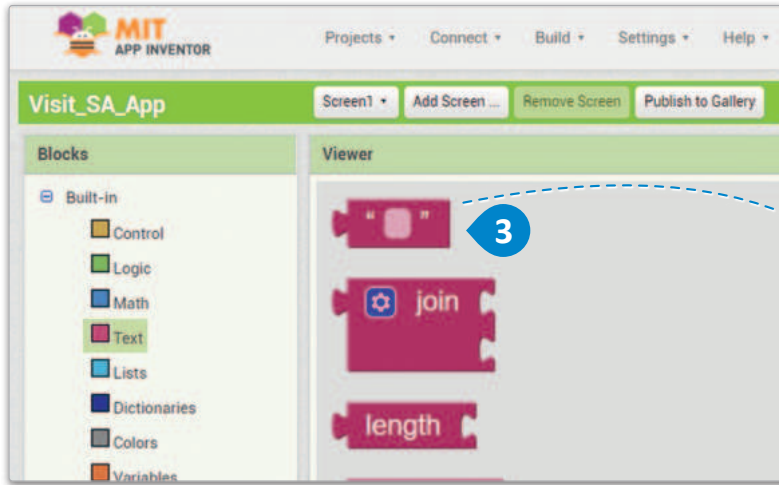 MIT
APP INVENTOR
Projects Connect Build Settings Help
Visit_SA_App
Screen1 Add Screen ... Remove Screen Publish to Gallery
Blocks
Viewer
Built-in
Control
Logic
Math
Text
Lists
Dictionaries
Colors
Variables
“ ”
3
join
length